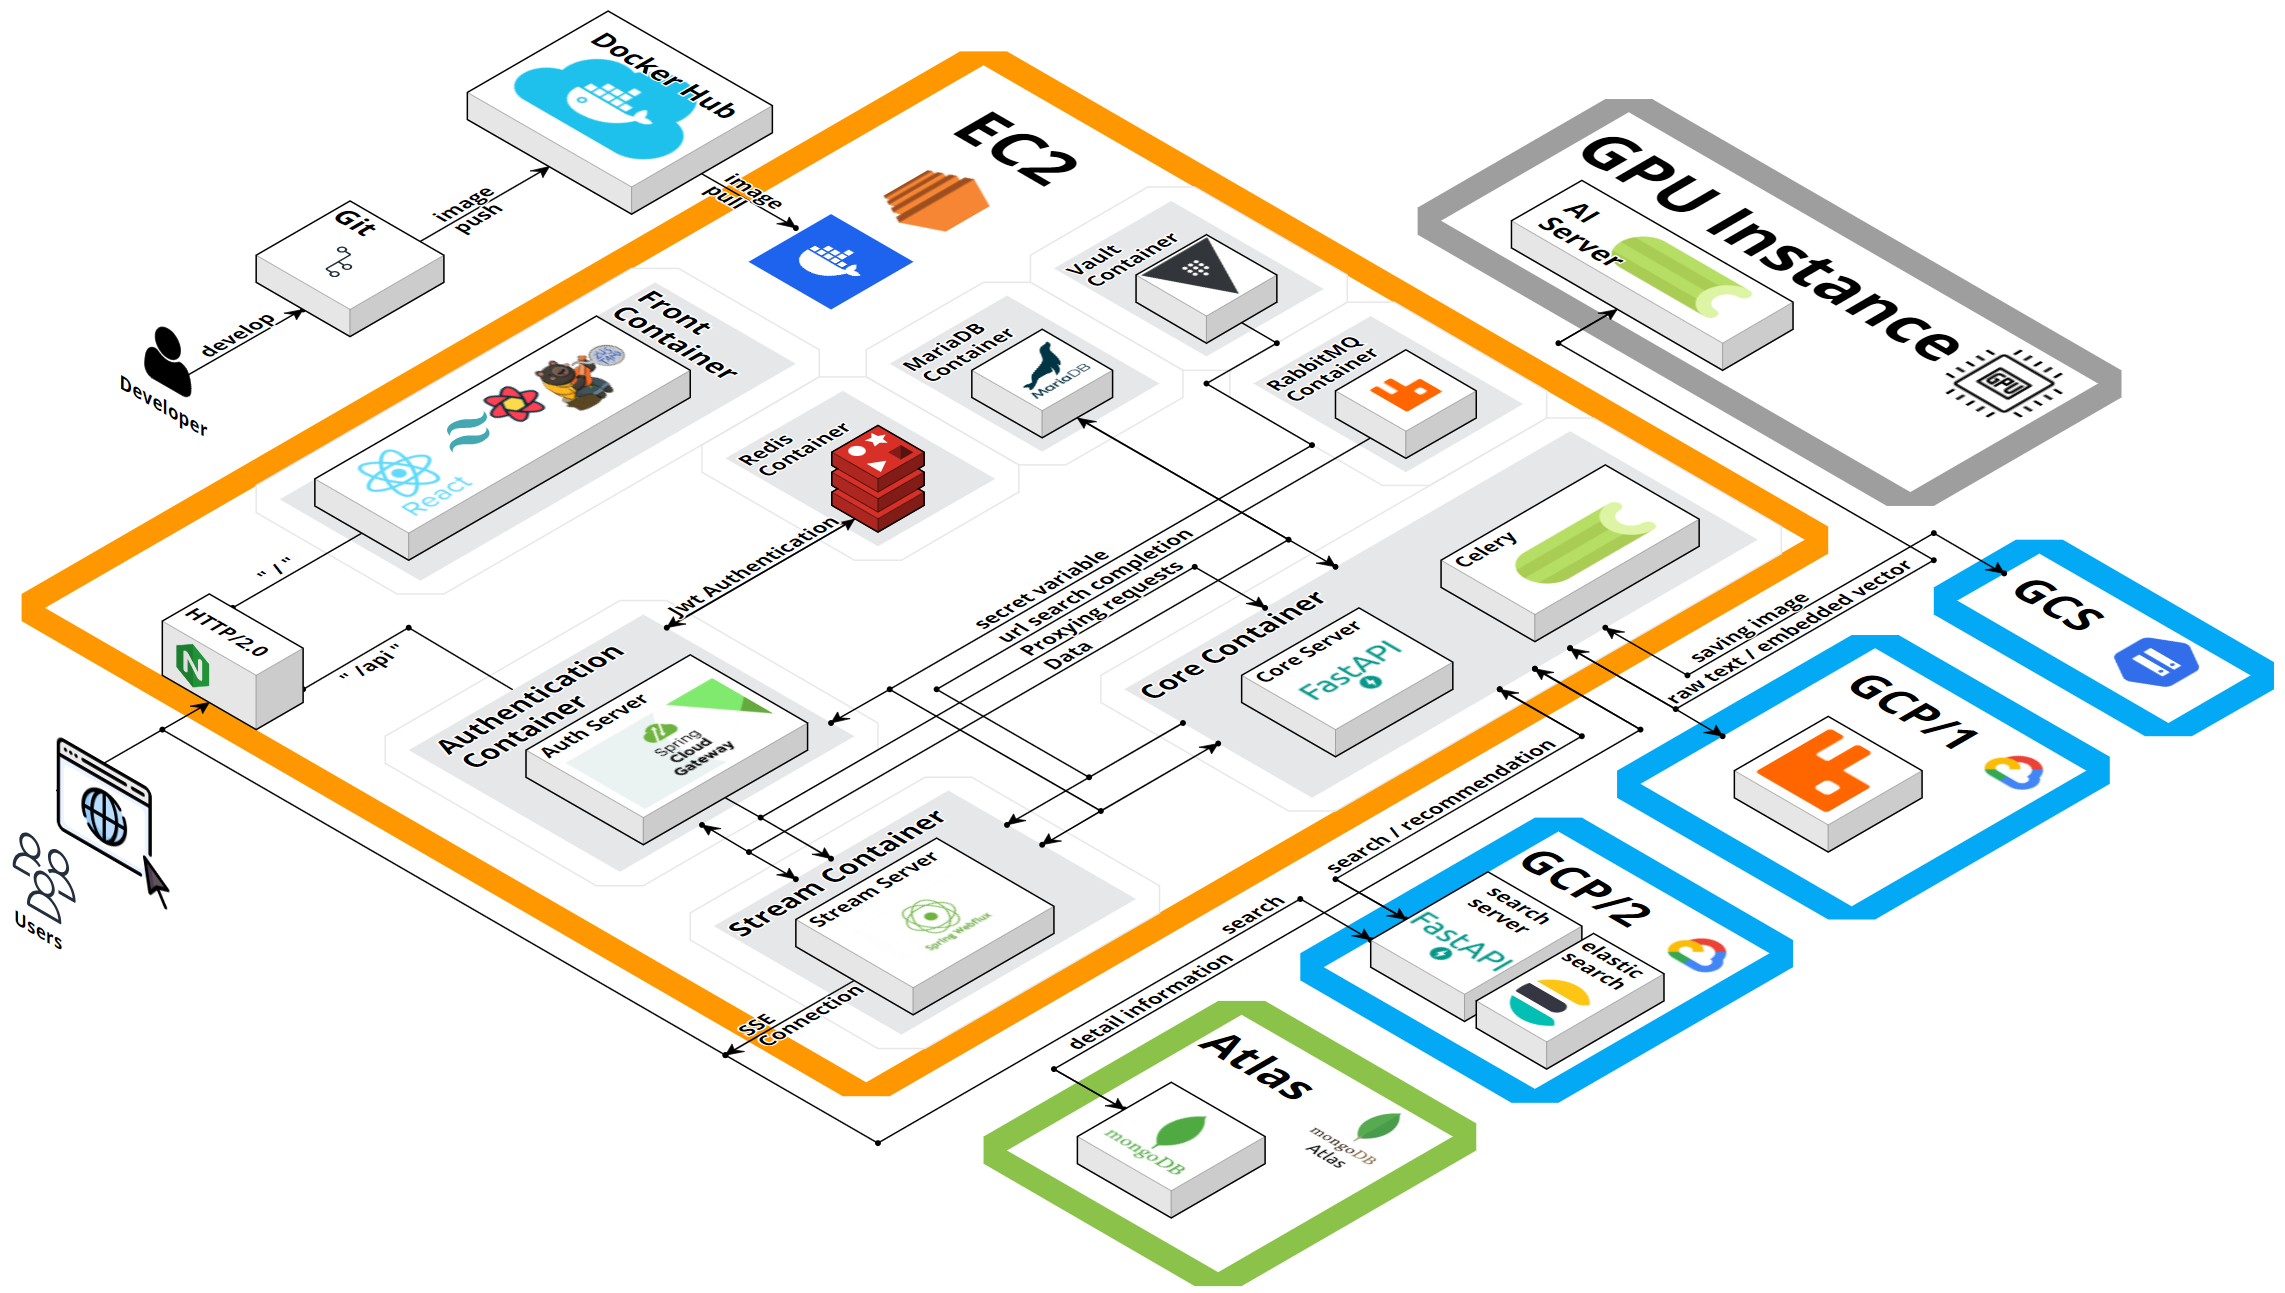 Docker Hub
image
push
image
pull
Git
develop
Developer
EC2
GPU Instance
AI
Server
GPU
Vault
Container
Front
Container
MariaDB
Container
MariaDB
RabbitMQ
Container
Redis
Container
React
" / "
HTTP/2.0
N
" /api"
Jwt Authentication
secret variable
url search completion
Proxying requests
Data
Core Container
Core Server
FastAPI
Celery
Authentication
Container
Auth Server
Spring
Cloud
Gateway
Stream Container
Stream Server
Spring Webflux
SSE
Connection
Users
saving image
raw text / embedded vector
GCS
GCP/1
search / recommendation
search
detail information
GCP/2
search
server
FastAPI
elastic
search
Atlas
mongoDB
mongoDB
Atlas